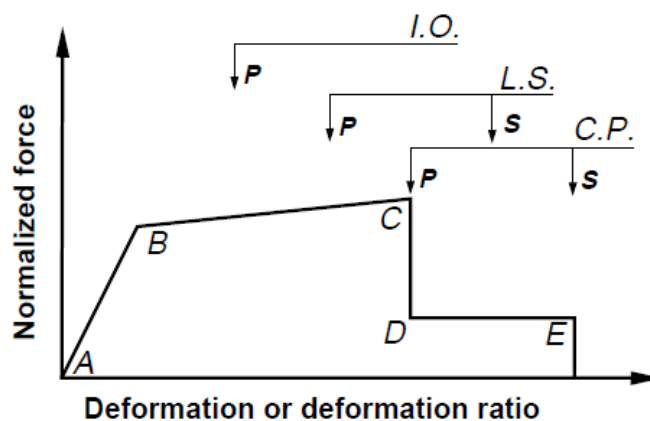 I.O.
P
L.S.
P
S
C.P.
P
S
Normalized force
B
C
D
E
A
Deformation or deformation ratio